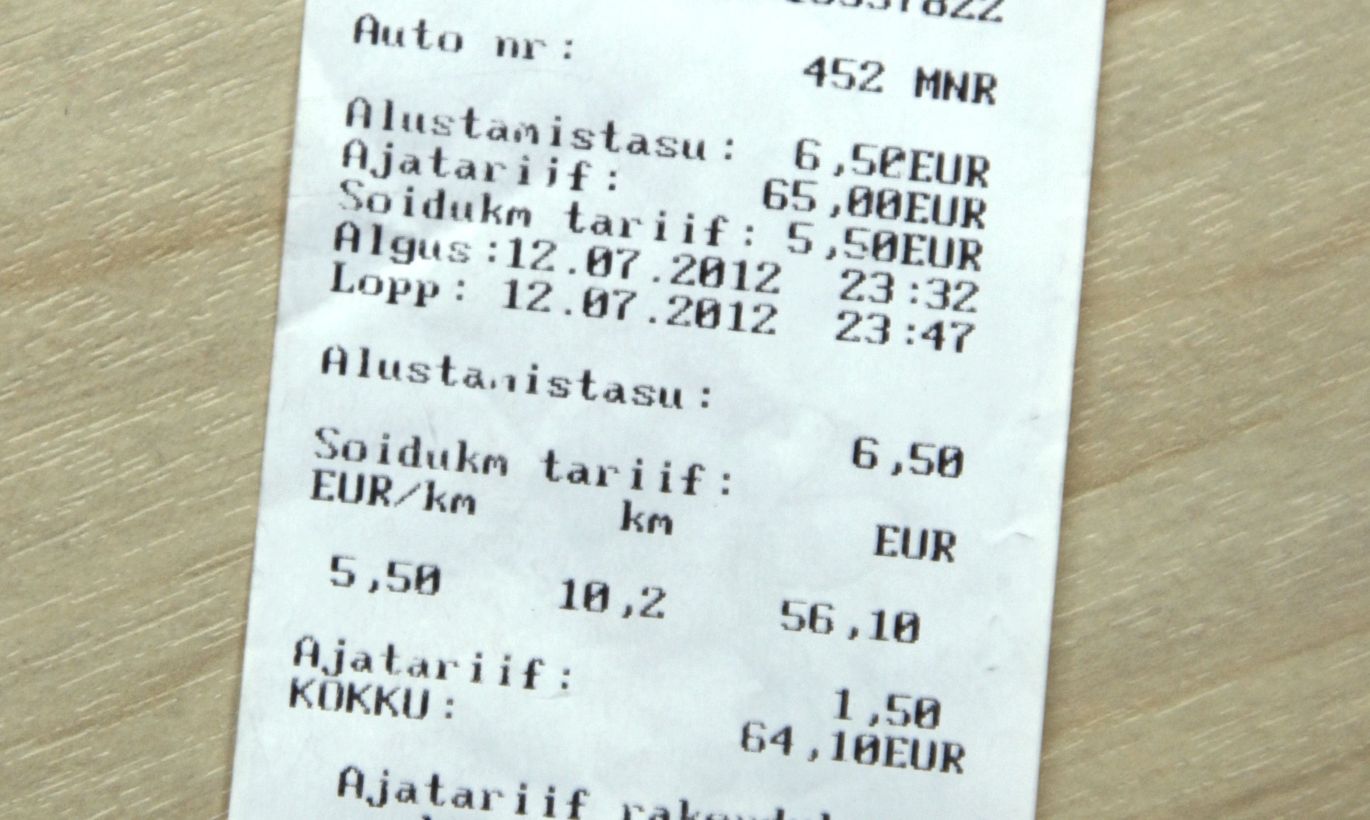 Auto nr:
452 MNR
Alustamistasu: 6,50EUR
Ajatariif: 65,00EUR
Soidukm tariif: 5,50EUR
Algus:12.07.2012 23:32
Lopp: 12.07.2012 23:47
Alustamistasu:
6,50
Soidukm tariif:
EUR/km km EUR
5,50 10,2 56,10
Ajatariif: 1,50
KOKKU: 64,10EUR
Ajatariif